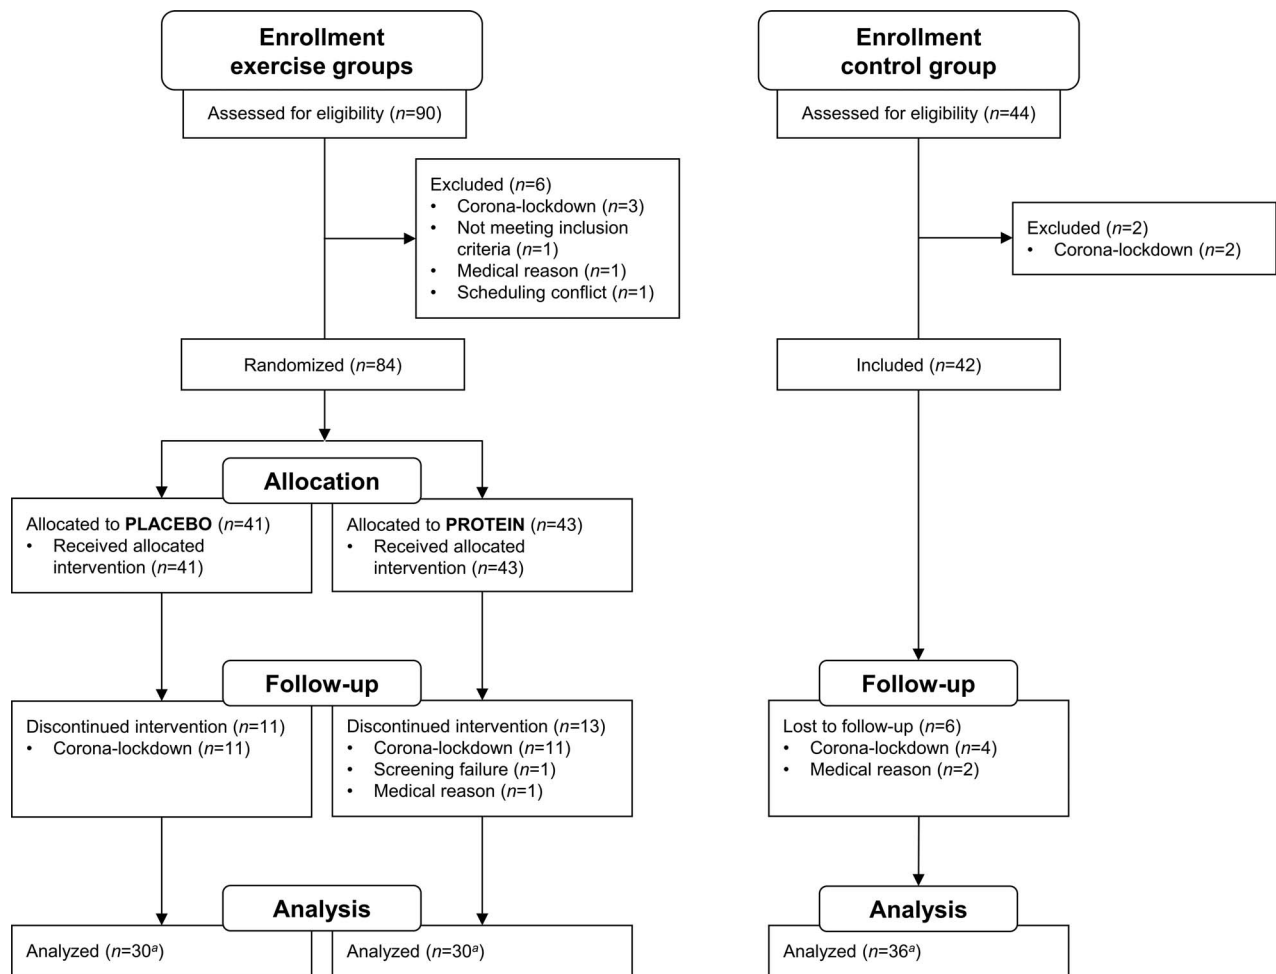 Enrollment
exercise groups
Assessed for eligibility (n=90)
Excluded (n=6)
• Corona-lockdown (n=3)
• Not meeting inclusion
criteria (n=1)
• Medical reason (n=1)
• Scheduling conflict (n=1)
Randomized (n=84)
Allocation
Allocated to PLACEBO (n=41)
• Received allocated
intervention (n=41)
Allocated to PROTEIN (n=43)
• Received allocated
intervention (n=43)
Follow-up
Discontinued intervention (n=11)
• Corona-lockdown (n=11)
Discontinued intervention (n=13)
• Corona-lockdown (n=11)
• Screening failure (n=1)
• Medical reason (n=1)
Analysis
Analyzed (n=30ᵃ)
Analyzed (n=30ᵃ)
Enrollment
control group
Assessed for eligibility (n=44)
Excluded (n=2)
• Corona-lockdown (n=2)
Included (n=42)
Follow-up
Lost to follow-up (n=6)
• Corona-lockdown (n=4)
• Medical reason (n=2)
Analysis
Analyzed (n=36ᵃ)